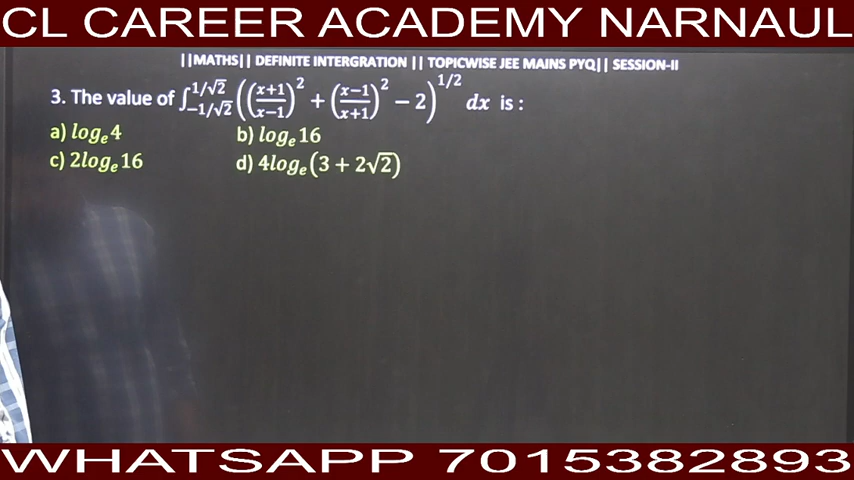 CL CAREER ACADEMY NARNAUL
||MATHS|| DEFINITE INTERGRATION || TOPICWISE JEE MAINS PYQ|| SESSION-II
3. The value of ∫_{-1/√2}^{1/√2} (((x+1)/(x−1))^2 + ((x−1)/(x+1))^2 − 2)^{1/2} dx is :
a) log_e 4 b) log_e 16
c) 2log_e 16 d) 4log_e(3 + 2√2)
WHATSAPP 7015382893